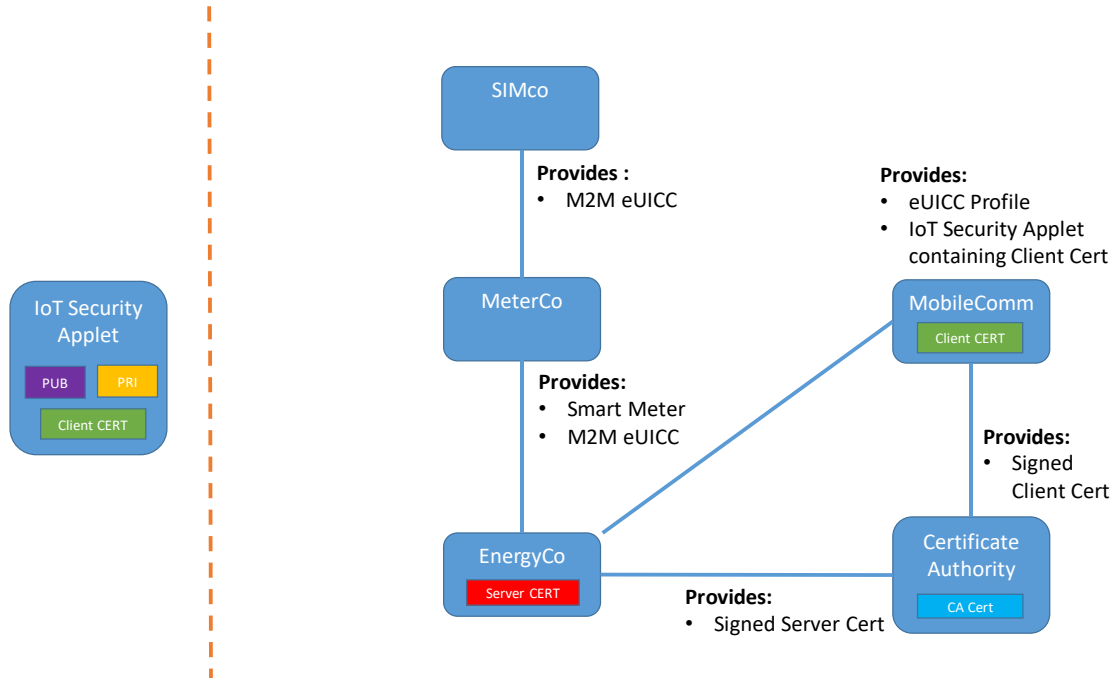 SIMco
Provides :
• M2M eUICC
Provides:
• eUICC Profile
• IoT Security Applet
containing Client Cert
IoT Security
Applet
PUB
PRI
Client CERT
MeterCo
MobileComm
Client CERT
Provides:
• Smart Meter
• M2M eUICC
Provides:
• Signed
Client Cert
EnergyCo
Server CERT
Certificate
Authority
CA Cert
Provides:
• Signed Server Cert